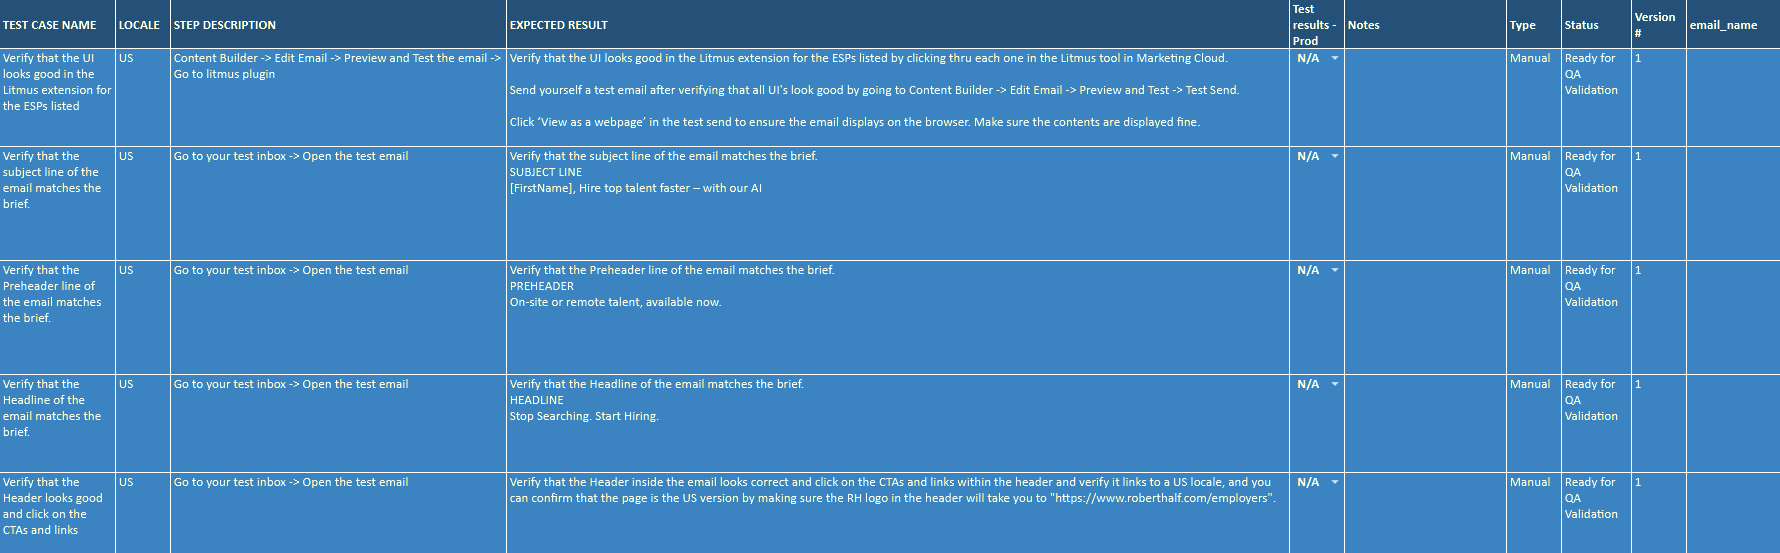 TEST CASE NAME LOCALE STEP DESCRIPTION EXPECTED RESULT Test results - Prod Notes Type Status Version # email_name
Verify that the UI
looks good in the
Litmus extension for
the ESPs listed
US
Content Builder -> Edit Email -> Preview and Test the email ->
Go to litmus plugin
Verify that the UI looks good in the Litmus extension for the ESPs listed by clicking thru each one in the Litmus tool in Marketing Cloud.
Send yourself a test email after verifying that all UI's look good by going to Content Builder -> Edit Email -> Preview and Test -> Test Send.
Click ‘View as a webpage’ in the test send to ensure the email displays on the browser. Make sure the contents are displayed fine.
N/A
Manual
Ready for
QA
Validation
1
Verify that the
subject line of the
email matches the
brief.
US
Go to your test inbox -> Open the test email
Verify that the subject line of the email matches the brief.
SUBJECT LINE
[FirstName], Hire top talent faster – with our AI
N/A
Manual
Ready for
QA
Validation
1
Verify that the
Preheader line of
the email matches
the brief.
US
Go to your test inbox -> Open the test email
Verify that the Preheader line of the email matches the brief.
PREHEADER
On-site or remote talent, available now.
N/A
Manual
Ready for
QA
Validation
1
Verify that the
Headline of the
email matches the
brief.
US
Go to your test inbox -> Open the test email
Verify that the Headline of the email matches the brief.
HEADLINE
Stop Searching. Start Hiring.
N/A
Manual
Ready for
QA
Validation
1
Verify that the
Header looks good
and click on the
CTAs and links
US
Go to your test inbox -> Open the test email
Verify that the Header inside the email looks correct and click on the CTAs and links within the header and verify it links to a US locale, and you
can confirm that the page is the US version by making sure the RH logo in the header will take you to "https://www.roberthalf.com/employers".
N/A
Manual
Ready for
QA
Validation
1